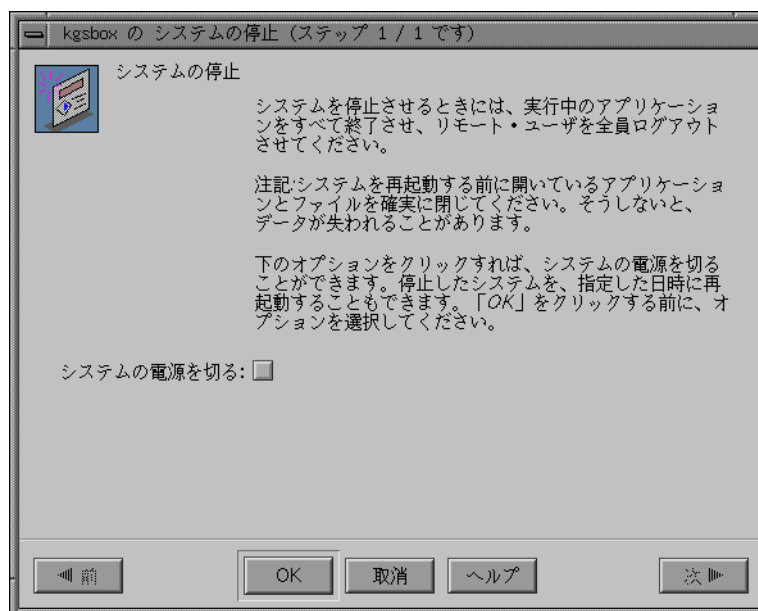 kgsbox の システムの停止 (ステップ 1 / 1 です)
システムの停止
システムを停止させるときには、実行中のアプリケーショ
ンをすべて終了させ、リモート・ユーザを全員ログアウト
させてください。
注記:システムを再起動する前に開いているアプリケーショ
ンとファイルを確実に閉じてください。そうしないと、
データが失われることがあります。
下のオプションをクリックすれば、システムの電源を切る
ことができます。停止したシステムを、指定した日時に再
起動することもできます。「OK」をクリックする前に、オ
プションを選択してください。
システムの電源を切る:
前
OK
取消
ヘルプ
次